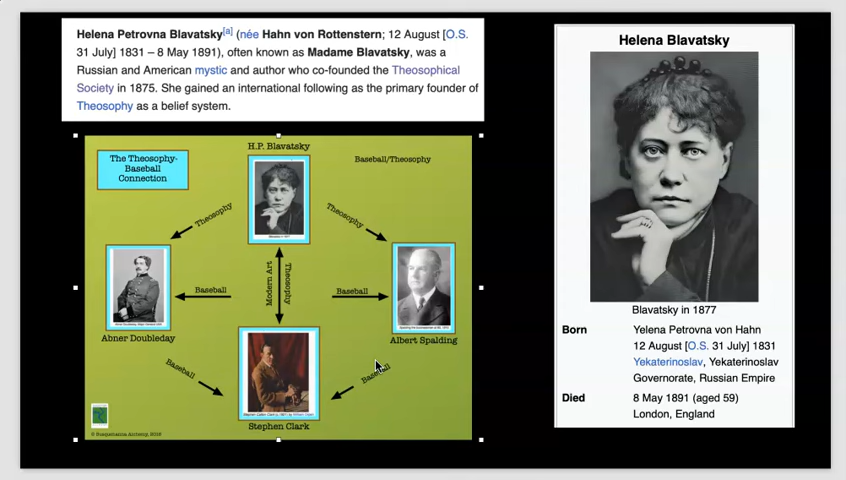 Helena Petrovna Blavatsky[a] (née Hahn von Rottenstern; 12 August [O.S.
31 July] 1831 – 8 May 1891), often known as Madame Blavatsky, was a
Russian and American mystic and author who co-founded the Theosophical
Society in 1875. She gained an international following as the primary founder of
Theosophy as a belief system.
The Theosophy-
Baseball
Connection
H.P. Blavatsky
Baseball/Theosophy
Theosophy
Theosophy
Baseball
Modern Art
Theosophy
Baseball
Abner Doubleday
Albert Spalding
Baseball
Baseball
Stephen Clark
Helena Blavatsky
Blavatsky in 1877
Born
Yelena Petrovna von Hahn
12 August [O.S. 31 July] 1831
Yekaterinoslav, Yekaterinoslav
Governorate, Russian Empire
Died
8 May 1891 (aged 59)
London, England